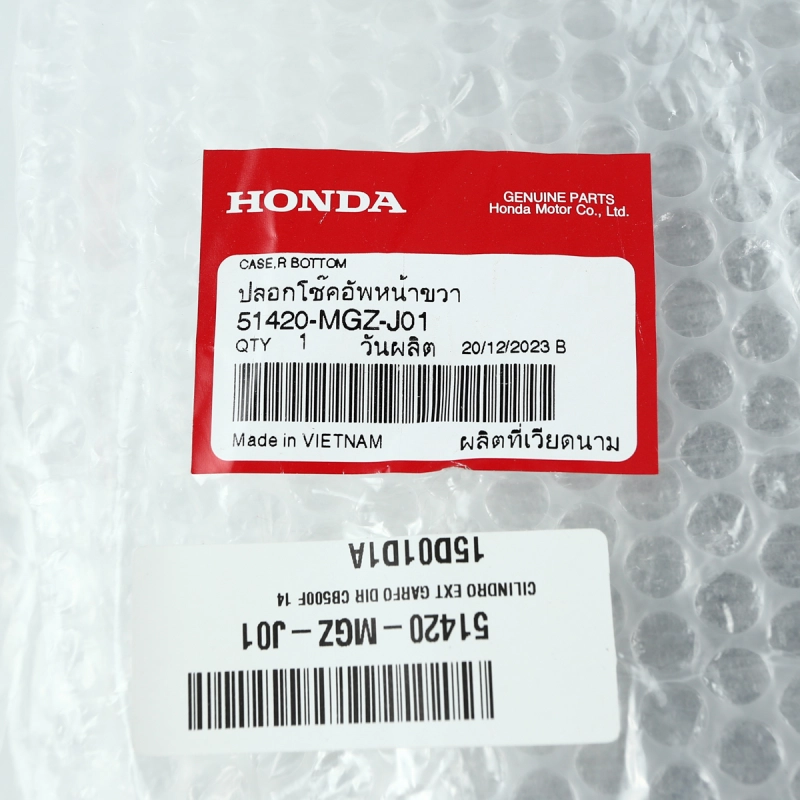 HONDA
GENUINE PARTS
Honda Motor Co., Ltd.
CASE,R BOTTOM
ปลอกโช๊คอัพหน้าขวา
51420-MGZ-J01
QTY 1 วันผลิต 20/12/2023 B
Made in VIETNAM ผลิตที่เวียดนาม
51420-MGZ-J01
CILINDRO EXT GARFO DIR CB500F 14
15D01D1A